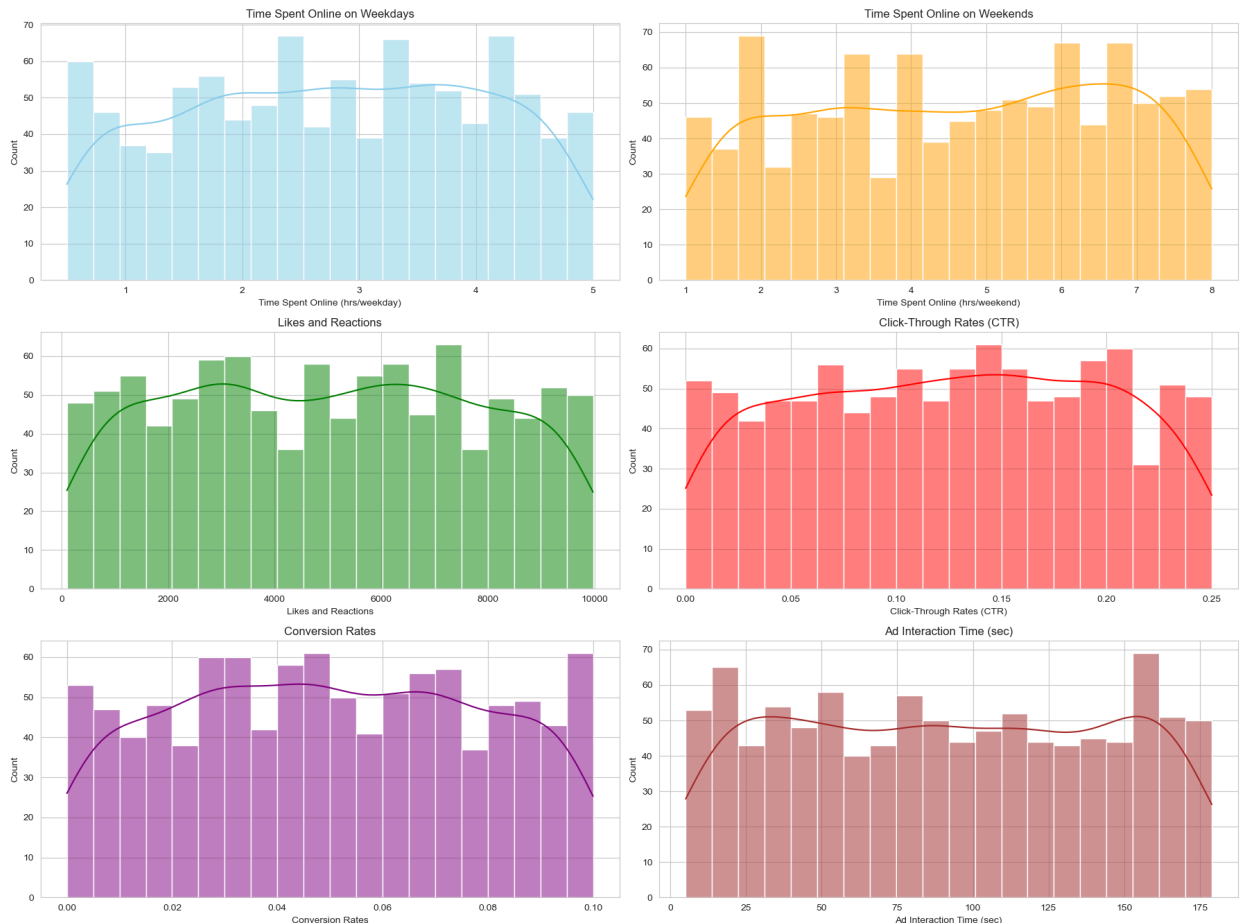 Time Spent Online on Weekdays
70
60
50
40
30
20
10
0
Count
1 2 3 4 5
Time Spent Online (hrs/weekday)
Time Spent Online on Weekends
70
60
50
40
30
20
10
0
Count
1 2 3 4 5 6 7 8
Time Spent Online (hrs/weekend)
Likes and Reactions
60
50
40
30
20
10
0
Count
0 2000 4000 6000 8000 10000
Likes and Reactions
Click-Through Rates (CTR)
60
50
40
30
20
10
0
Count
0.00 0.05 0.10 0.15 0.20 0.25
Click-Through Rates (CTR)
Conversion Rates
60
50
40
30
20
10
0
Count
0.00 0.02 0.04 0.06 0.08 0.10
Conversion Rates
Ad Interaction Time (sec)
70
60
50
40
30
20
10
0
Count
0 25 50 75 100 125 150 175
Ad Interaction Time (sec)